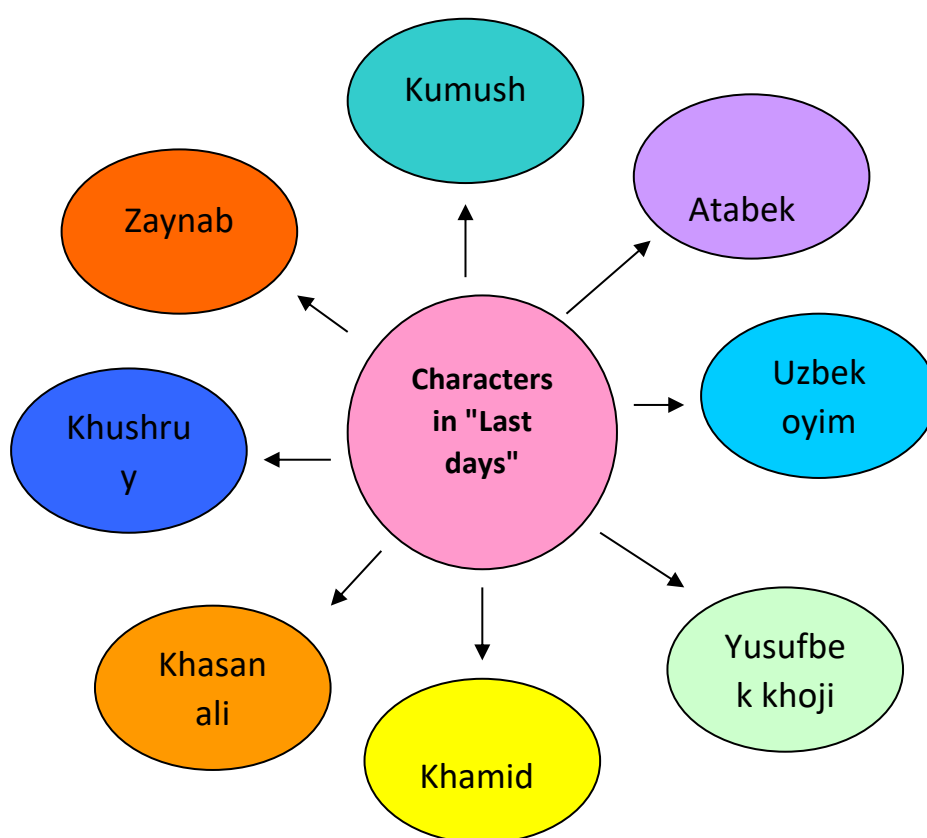 Kumush
Atabek
Zaynab
Uzbek
oyim
Characters
in "Last
days"
Khushru
y
Yusufbe
k khoji
Khasan
ali
Khamid